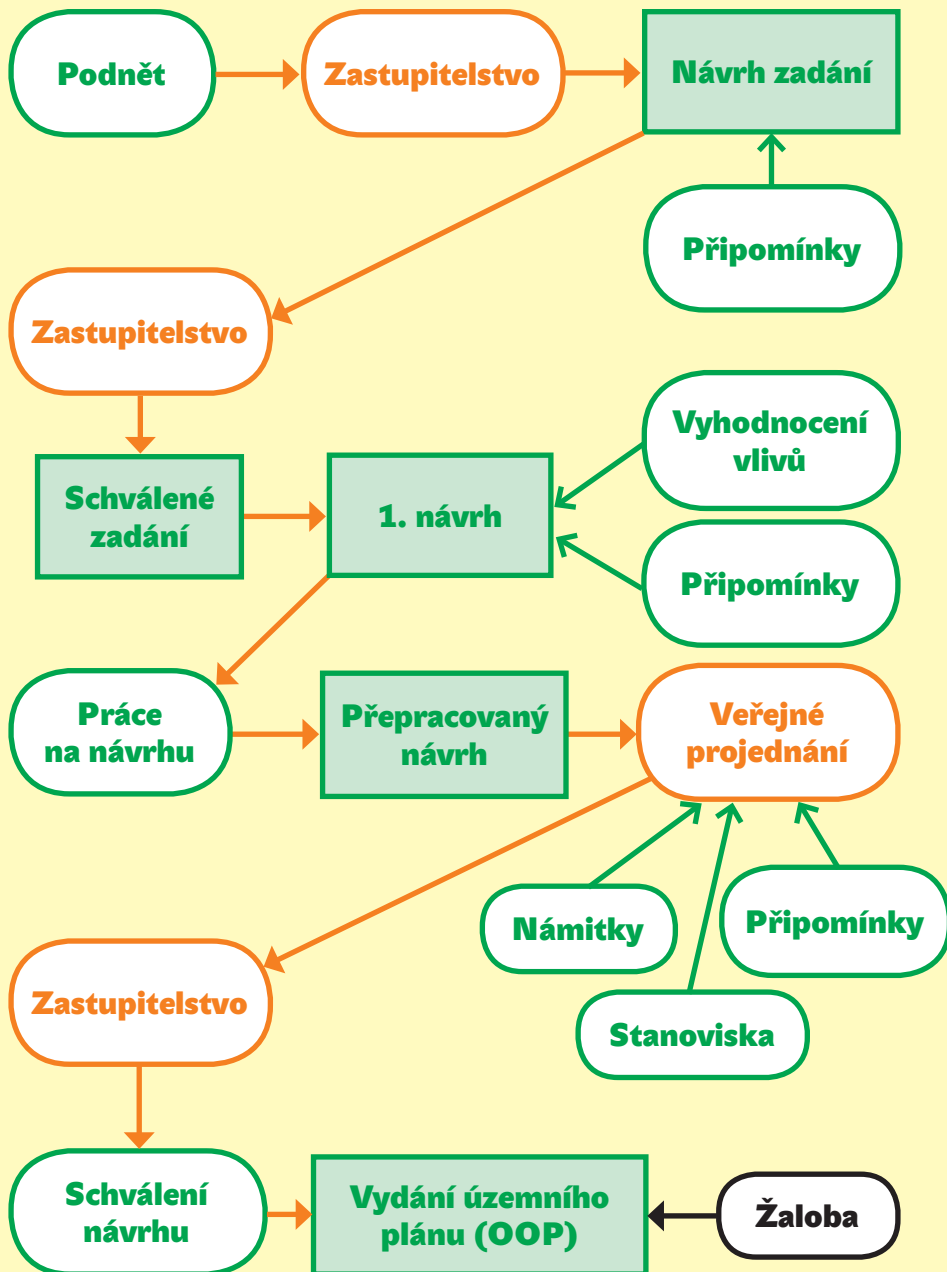 Podnět
Zastupitelstvo
Návrh zadání
Připomínky
Zastupitelstvo
Vyhodnocení
vlivů
Schválené
zadání
1. návrh
Připomínky
Práce
na návrhu
Přepracovaný
návrh
Veřejné
projednání
Námitky
Připomínky
Zastupitelstvo
Stanoviska
Schválení
návrhu
Vydání územního
plánu (OOP)
Žaloba